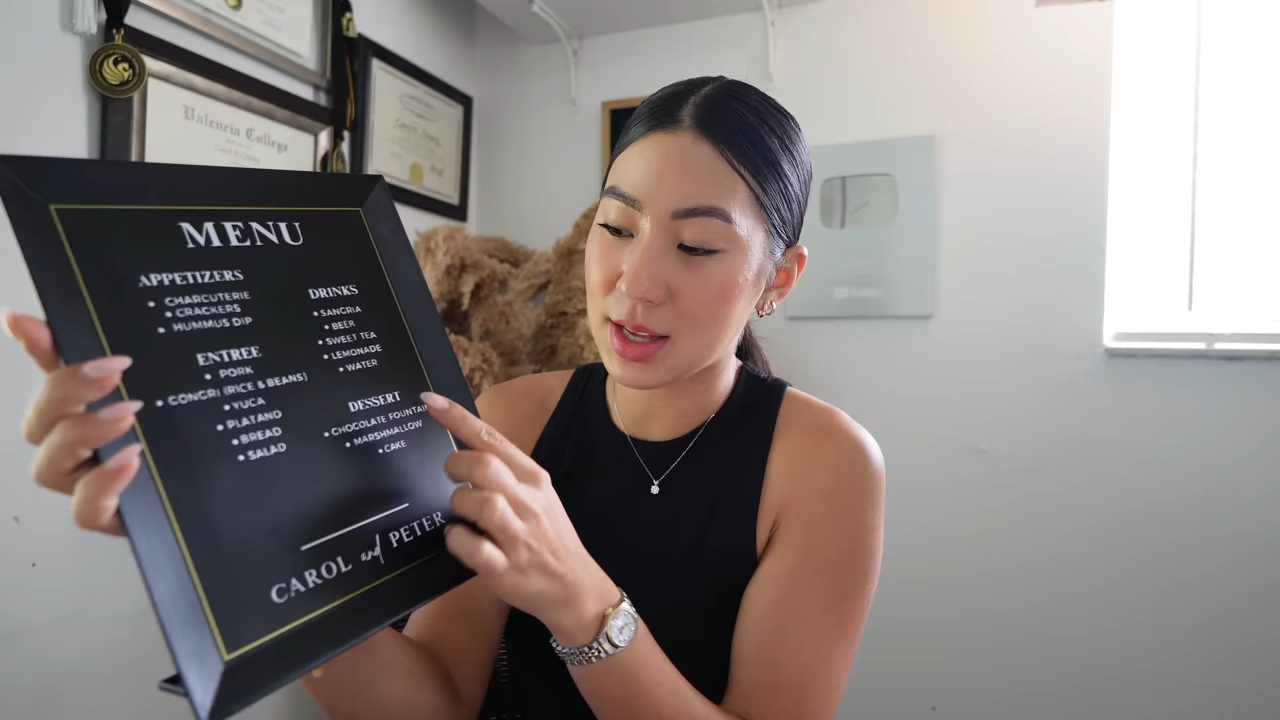 Valencia College
MENU
APPETIZERS
• CHARCUTERIE
• CRACKERS
• HUMMUS DIP
ENTREE
• PORK
• CONGRI (RICE & BEANS)
• YUCA
• PLATANO
• BREAD
• SALAD
DRINKS
• SANGRIA
• BEER
• SWEET TEA
• LEMONADE
• WATER
DESSERT
• CHOCOLATE FOUNTAIN
• MARSHMALLOW
• CAKE
CAROL and PETER